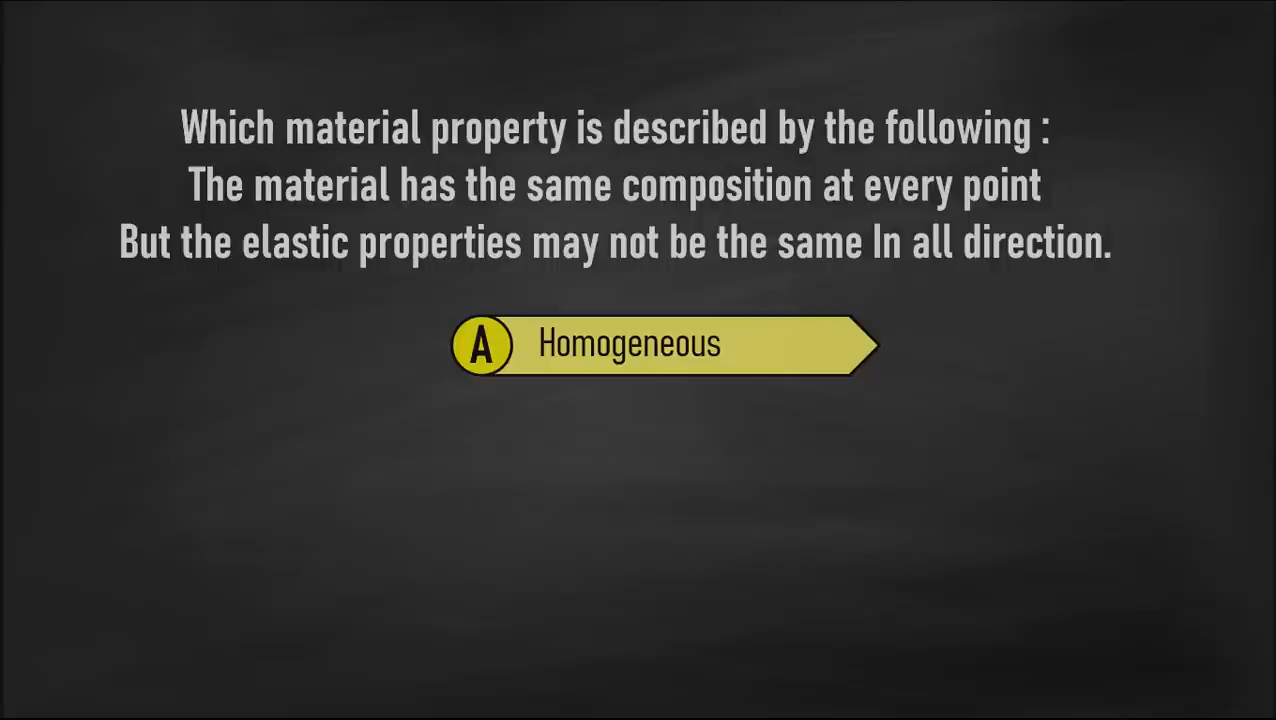 Which material property is described by the following :
The material has the same composition at every point
But the elastic properties may not be the same In all direction.
A Homogeneous